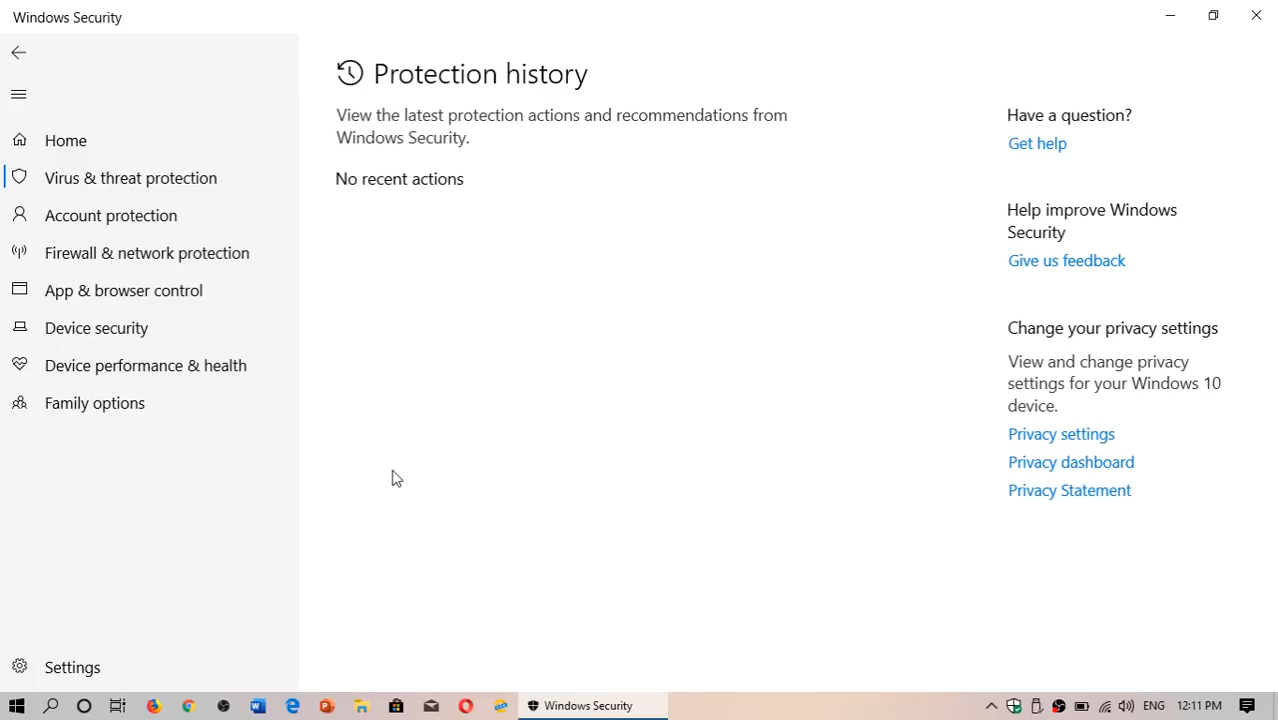 Windows Security
Home
Virus & threat protection
Account protection
Firewall & network protection
App & browser control
Device security
Device performance & health
Family options
Settings
Protection history
View the latest protection actions and recommendations from
Windows Security.
No recent actions
Have a question?
Get help
Help improve Windows
Security
Give us feedback
Change your privacy settings
View and change privacy
settings for your Windows 10
device.
Privacy settings
Privacy dashboard
Privacy Statement
Windows Security
ENG
12:11 PM